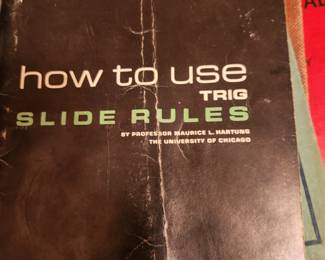 how to use
TRIG
SLIDE RULES
BY PROFESSOR MAURICE L. HARTUNG
THE UNIVERSITY OF CHICAGO